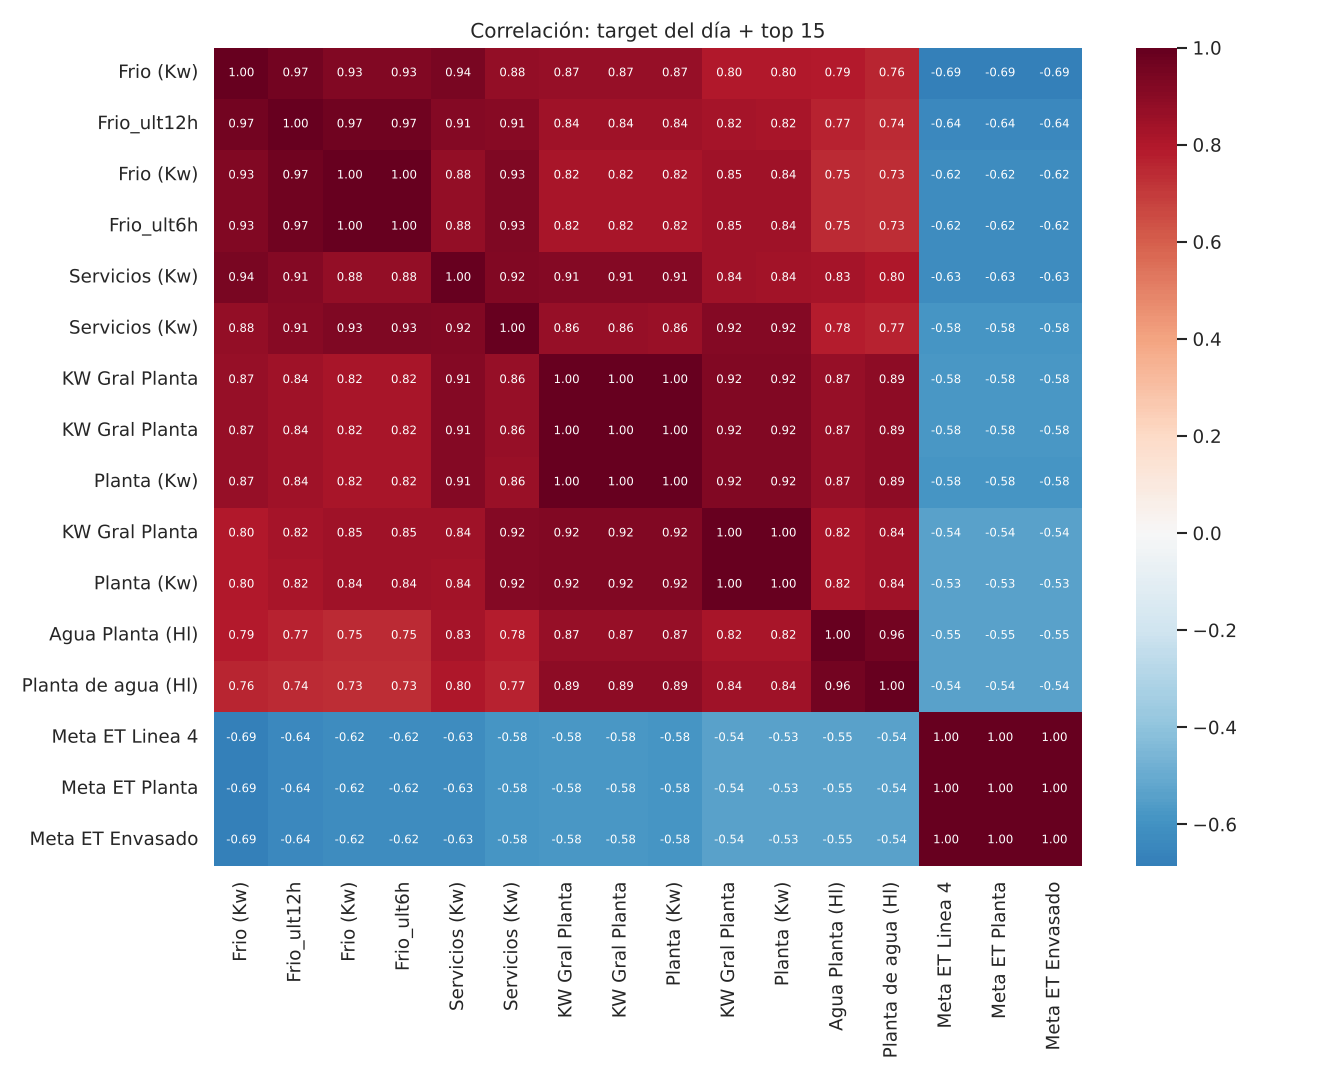 Correlación: target del día + top 15
Frio (Kw) 1.00 0.97 0.93 0.93 0.94 0.88 0.87 0.87 0.87 0.80 0.80 0.79 0.76 -0.69 -0.69 -0.69
Frio_ult12h 0.97 1.00 0.97 0.97 0.91 0.91 0.84 0.84 0.84 0.82 0.82 0.77 0.74 -0.64 -0.64 -0.64
Frio (Kw) 0.93 0.97 1.00 1.00 0.88 0.93 0.82 0.82 0.82 0.85 0.84 0.75 0.73 -0.62 -0.62 -0.62
Frio_ult6h 0.93 0.97 1.00 1.00 0.88 0.93 0.82 0.82 0.82 0.85 0.84 0.75 0.73 -0.62 -0.62 -0.62
Servicios (Kw) 0.94 0.91 0.88 0.88 1.00 0.92 0.91 0.91 0.91 0.84 0.84 0.83 0.80 -0.63 -0.63 -0.63
Servicios (Kw) 0.88 0.91 0.93 0.93 0.92 1.00 0.86 0.86 0.86 0.92 0.92 0.78 0.77 -0.58 -0.58 -0.58
KW Gral Planta 0.87 0.84 0.82 0.82 0.91 0.86 1.00 1.00 1.00 0.92 0.92 0.87 0.89 -0.58 -0.58 -0.58
KW Gral Planta 0.87 0.84 0.82 0.82 0.91 0.86 1.00 1.00 1.00 0.92 0.92 0.87 0.89 -0.58 -0.58 -0.58
Planta (Kw) 0.87 0.84 0.82 0.82 0.91 0.86 1.00 1.00 1.00 0.92 0.92 0.87 0.89 -0.58 -0.58 -0.58
KW Gral Planta 0.80 0.82 0.85 0.85 0.84 0.92 0.92 0.92 0.92 1.00 1.00 0.82 0.84 -0.54 -0.54 -0.54
Planta (Kw) 0.80 0.82 0.84 0.84 0.84 0.92 0.92 0.92 0.92 1.00 1.00 0.82 0.84 -0.53 -0.53 -0.53
Agua Planta (Hl) 0.79 0.77 0.75 0.75 0.83 0.78 0.87 0.87 0.87 0.82 0.82 1.00 0.96 -0.55 -0.55 -0.55
Planta de agua (Hl) 0.76 0.74 0.73 0.73 0.80 0.77 0.89 0.89 0.89 0.84 0.84 0.96 1.00 -0.54 -0.54 -0.54
Meta ET Linea 4 -0.69 -0.64 -0.62 -0.62 -0.63 -0.58 -0.58 -0.58 -0.58 -0.54 -0.53 -0.55 -0.54 1.00 1.00 1.00
Meta ET Planta -0.69 -0.64 -0.62 -0.62 -0.63 -0.58 -0.58 -0.58 -0.58 -0.54 -0.53 -0.55 -0.54 1.00 1.00 1.00
Meta ET Envasado -0.69 -0.64 -0.62 -0.62 -0.63 -0.58 -0.58 -0.58 -0.58 -0.54 -0.53 -0.55 -0.54 1.00 1.00 1.00
Frio (Kw)
Frio_ult12h
Frio (Kw)
Frio_ult6h
Servicios (Kw)
Servicios (Kw)
KW Gral Planta
KW Gral Planta
Planta (Kw)
KW Gral Planta
Planta (Kw)
Agua Planta (Hl)
Planta de agua (Hl)
Meta ET Linea 4
Meta ET Planta
Meta ET Envasado
1.0
0.8
0.6
0.4
0.2
0.0
−0.2
−0.4
−0.6